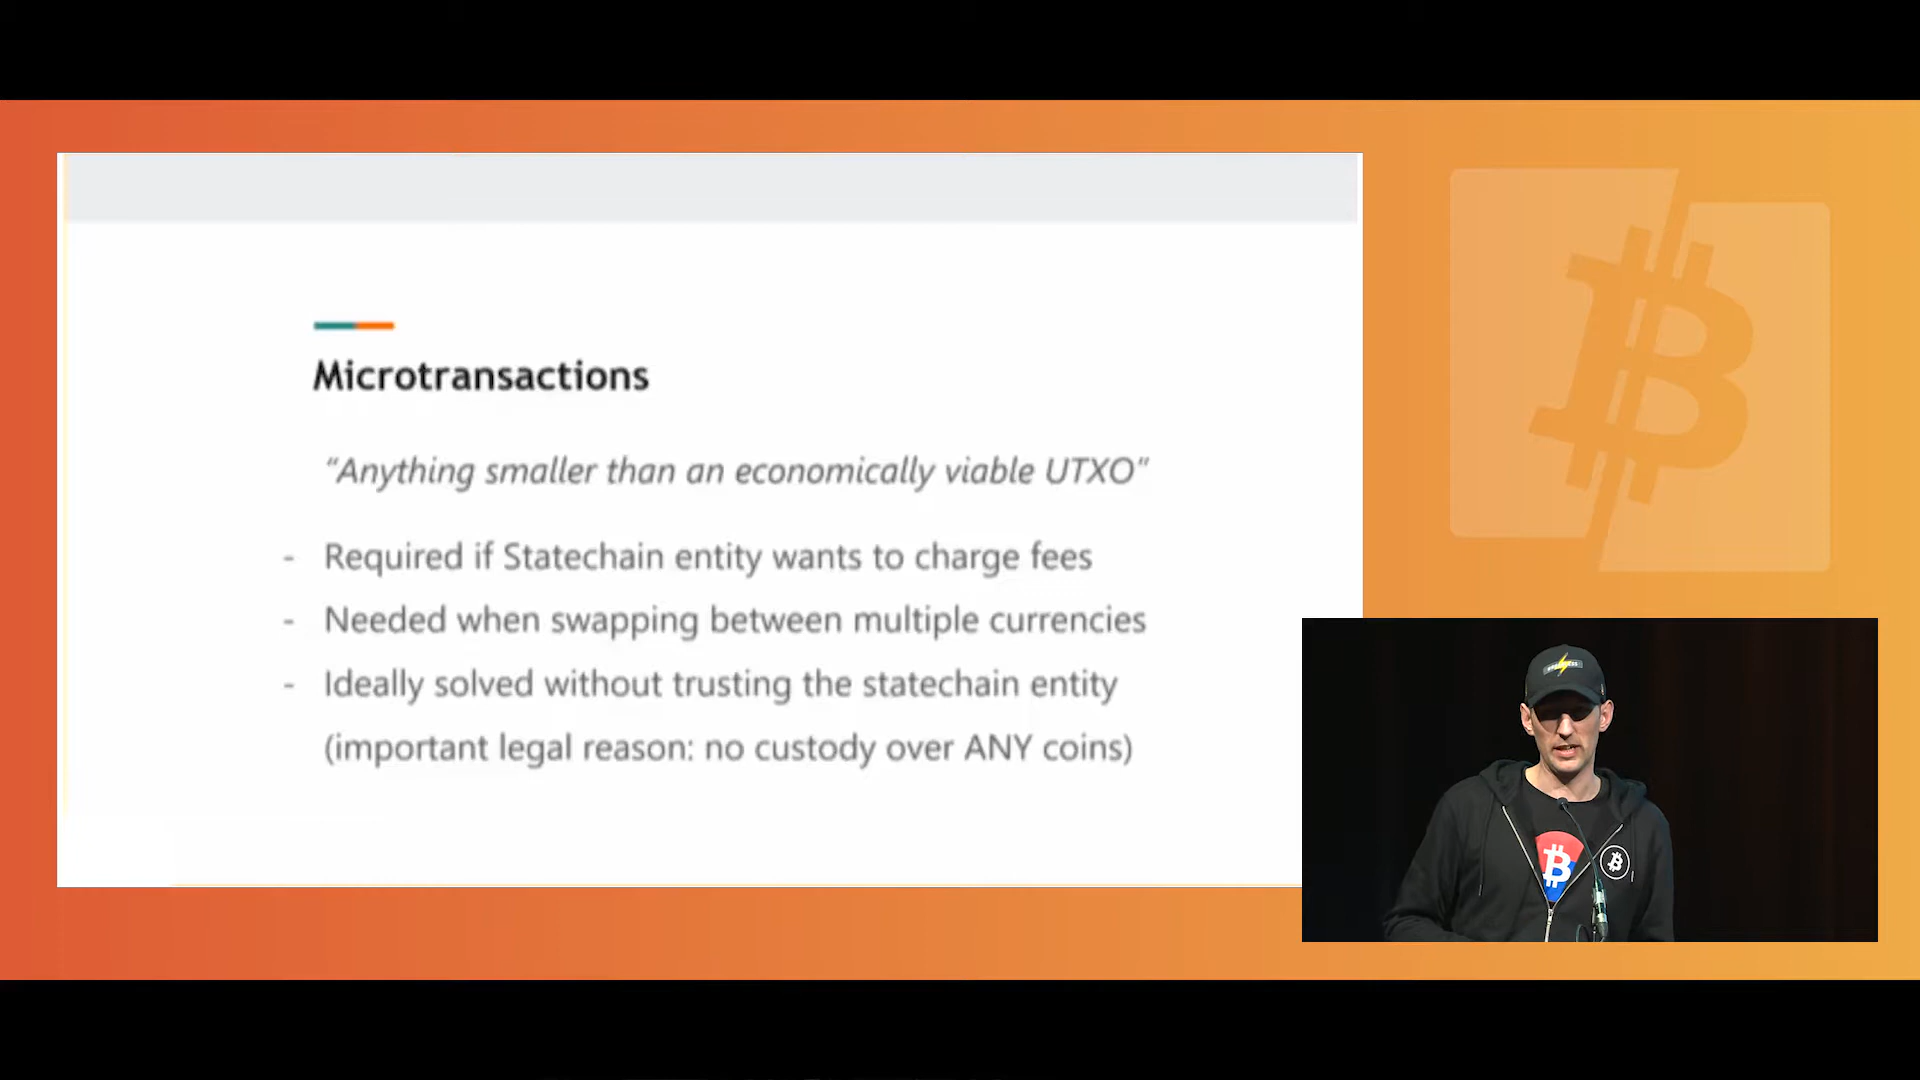 Microtransactions
“Anything smaller than an economically viable UTXO”
- Required if Statechain entity wants to charge fees
- Needed when swapping between multiple currencies
- Ideally solved without trusting the statechain entity
(important legal reason: no custody over ANY coins)